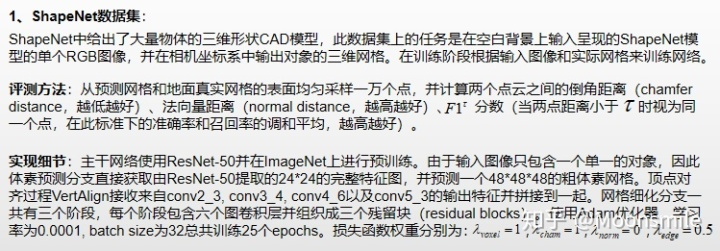 1、ShapeNet数据集：
ShapeNet中给出了大量物体的三维形状CAD模型，此数据集上的任务是在空白背景上输入呈现的ShapeNet模
型的单个RGB图像，并在相机坐标系中输出对象的三维网格。在训练阶段根据输入图像和实际网格来训练网络。
评测方法：从预测网格和地面真实网格的表面均匀采样一万个点，并计算两个点云之间的倒角距离（chamfer
distance，越低越好）、法向量距离（normal distance，越高越好）、F1^τ 分数（当两点距离小于 τ 时视为同
一个点，在此标准下的准确率和召回率的调和平均，越高越好）。
实现细节：主干网络使用ResNet-50并在ImageNet上进行预训练。由于输入图像只包含一个单一的对象，因此
体素预测分支直接获取由ResNet-50提取的24*24的完整特征图，并预测一个48*48*48的粗体素网格。顶点对
齐过程VertAlign接收来自conv2_3, conv3_4, conv4_6以及conv5_3的输出特征并拼接到一起。网格细化分支一
共有三个阶段，每个阶段包含六个图卷积层并组织成三个残留块（residual blocks）。使用Adam优化器，学习
率为0.0001, batch size为32总共训练25个epochs。损失函数权重分别为：λvoxel =1，λcham =1，λnorm =0，λedge =0.5
知乎 @Moonsmile